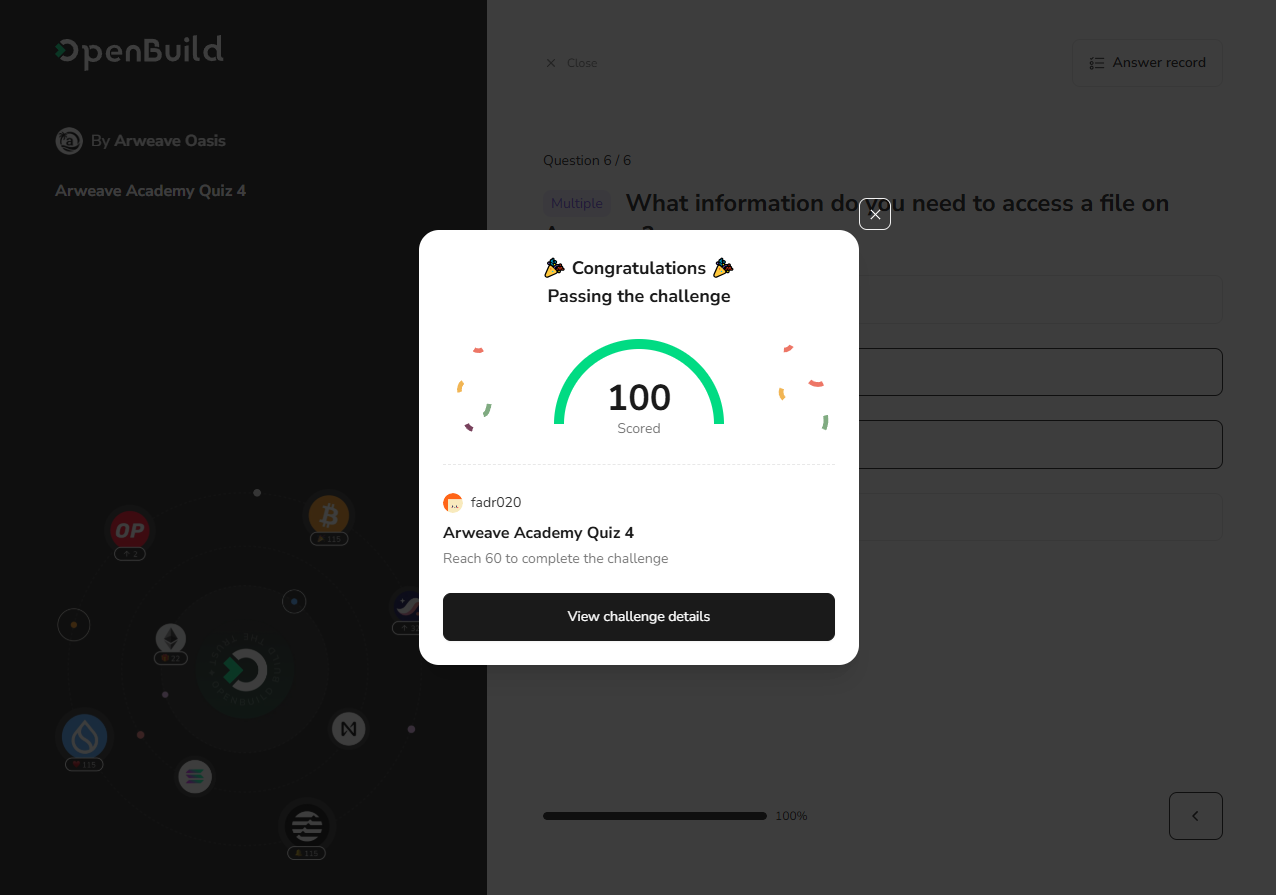 OpenBuild
By Arweave Oasis
Arweave Academy Quiz 4
OP
2
115
22
115
115
Close
Answer record
Question 6 / 6
Multiple
What information do you need to access a file on
Congratulations
Passing the challenge
100
Scored
fadr020
Arweave Academy Quiz 4
Reach 60 to complete the challenge
View challenge details
100%